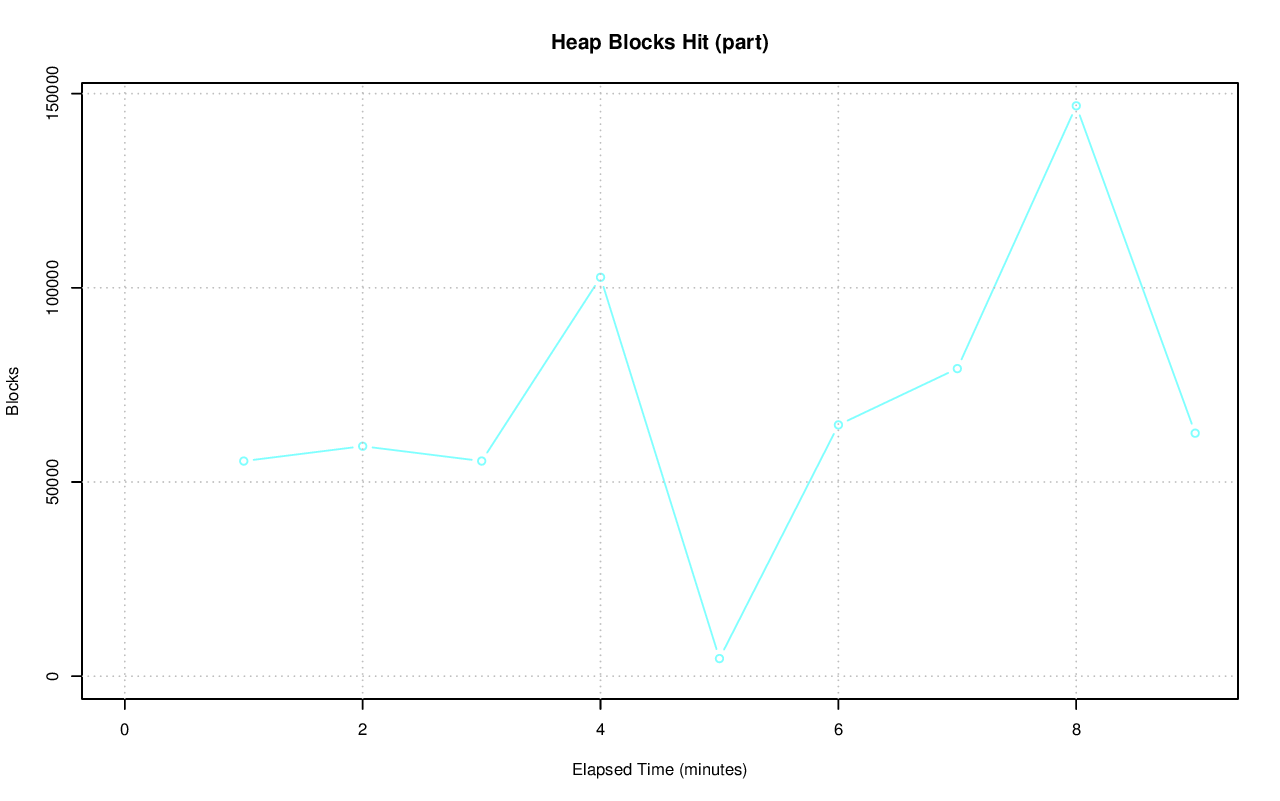 Heap Blocks Hit (part)
150000
100000
50000
0
Blocks
0 2 4 6 8
Elapsed Time (minutes)